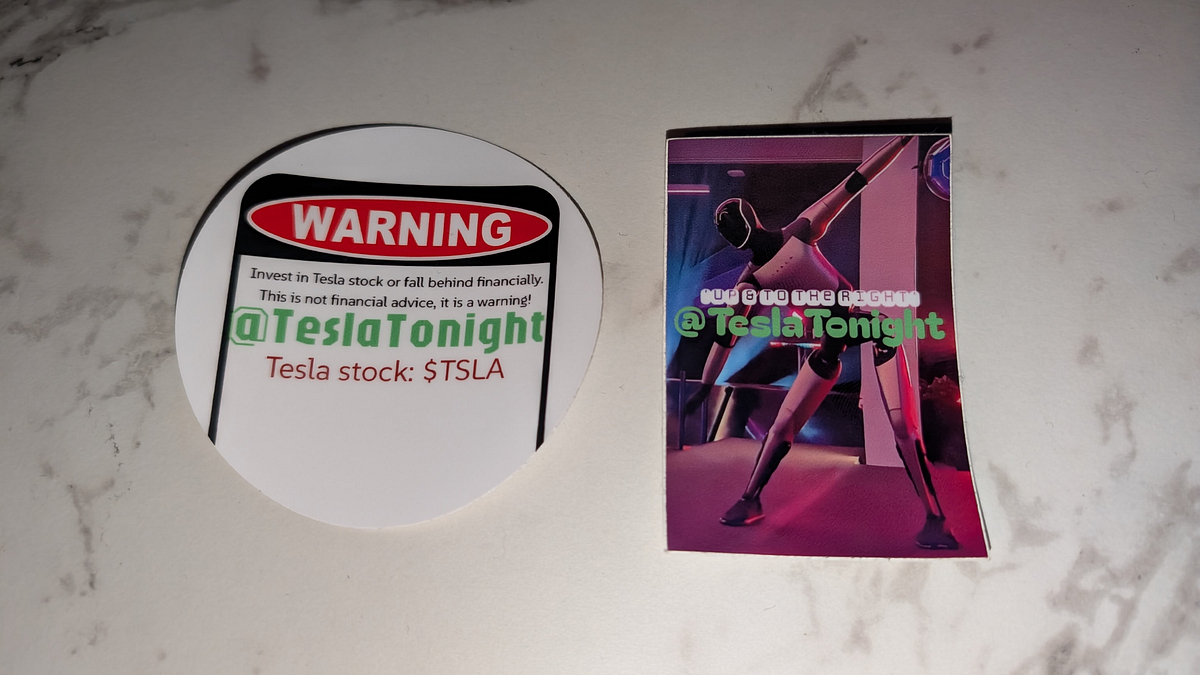 WARNING
Invest in Tesla stock or fall behind financially.
This is not financial advice, it is a warning!
@TeslaTonight
Tesla stock: $TSLA
"UP & TO THE RIGHT"
@TeslaTonight